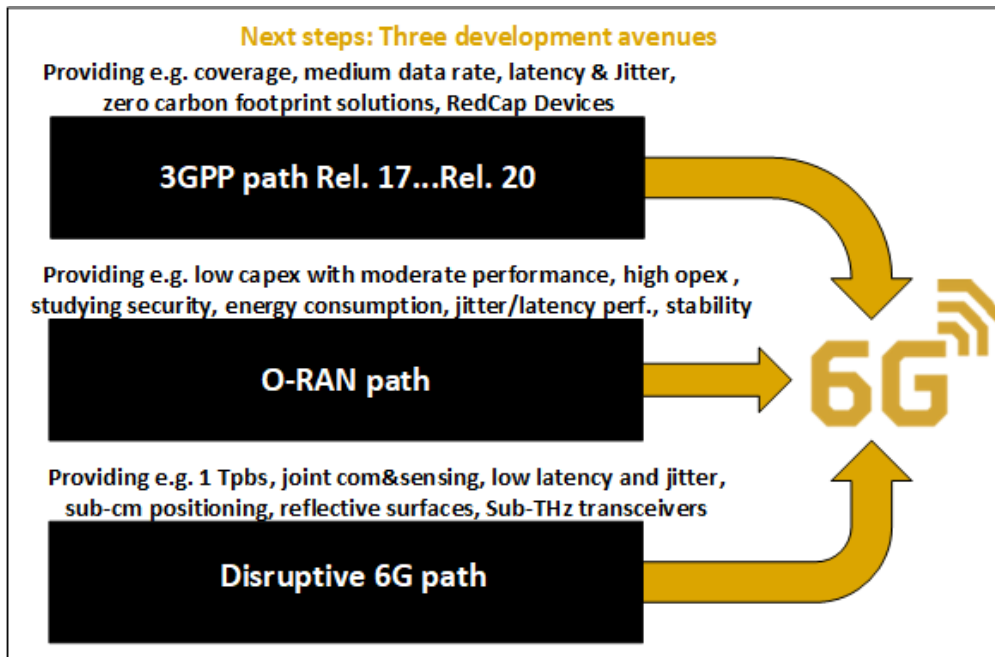 Next steps: Three development avenues
Providing e.g. coverage, medium data rate, latency & Jitter,
zero carbon footprint solutions, RedCap Devices
3GPP path Rel. 17...Rel. 20
Providing e.g. low capex with moderate performance, high opex ,
studying security, energy consumption, jitter/latency perf., stability
O-RAN path
6G
Providing e.g. 1 Tpbs, joint com&sensing, low latency and jitter,
sub-cm positioning, reflective surfaces, Sub-THz transceivers
Disruptive 6G path